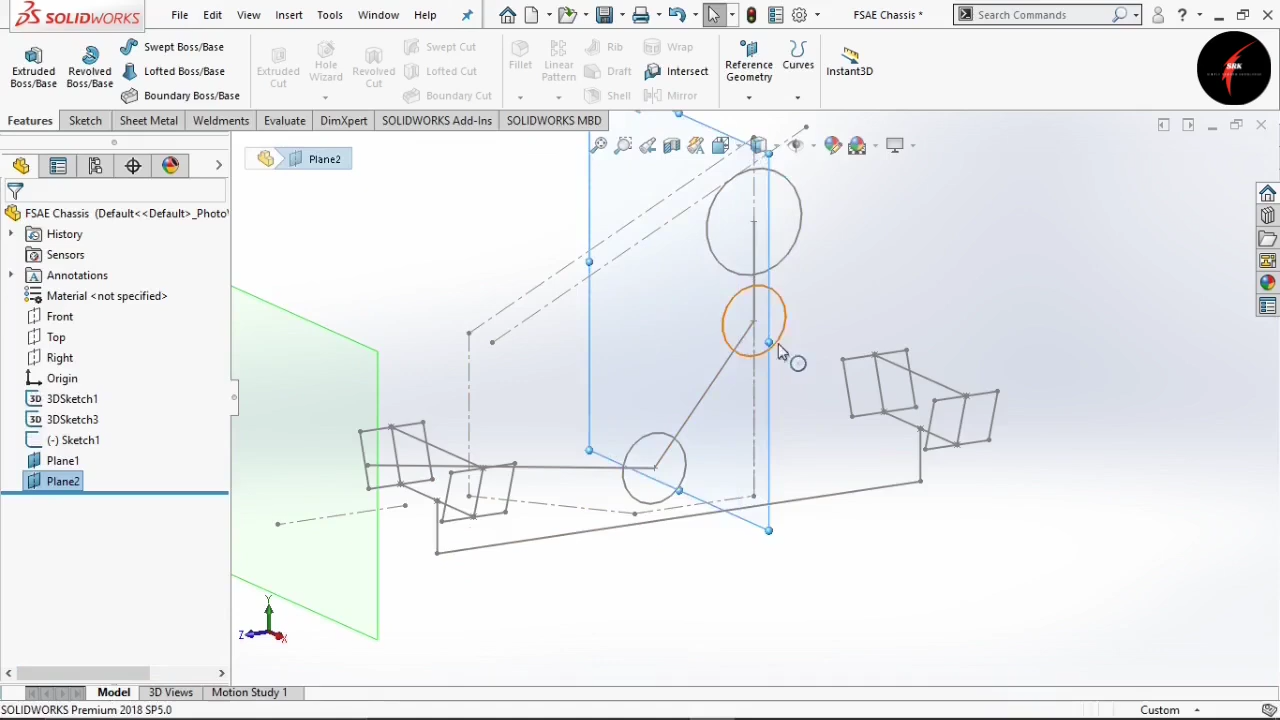 SOLIDWORKS
File Edit View Insert Tools Window Help
FSAE Chassis *
Search Commands
?
Extruded Boss/Base
Revolved Boss/Base
Swept Boss/Base
Lofted Boss/Base
Boundary Boss/Base
Extruded Cut
Hole Wizard
Revolved Cut
Swept Cut
Lofted Cut
Boundary Cut
Fillet
Linear Pattern
Rib
Draft
Shell
Wrap
Intersect
Mirror
Reference Geometry
Curves
Instant3D
SRK
Features Sketch Sheet Metal Weldments Evaluate DimXpert SOLIDWORKS Add-Ins SOLIDWORKS MBD
Plane2
FSAE Chassis (Default<<Default>_Photo
History
Sensors
Annotations
Material <not specified>
Front
Top
Right
Origin
3D 3DSketch1
3D 3DSketch3
(-) Sketch1
Plane1
Plane2
Y
Z
X
Model 3D Views Motion Study 1
SOLIDWORKS Premium 2018 SP5.0
Custom